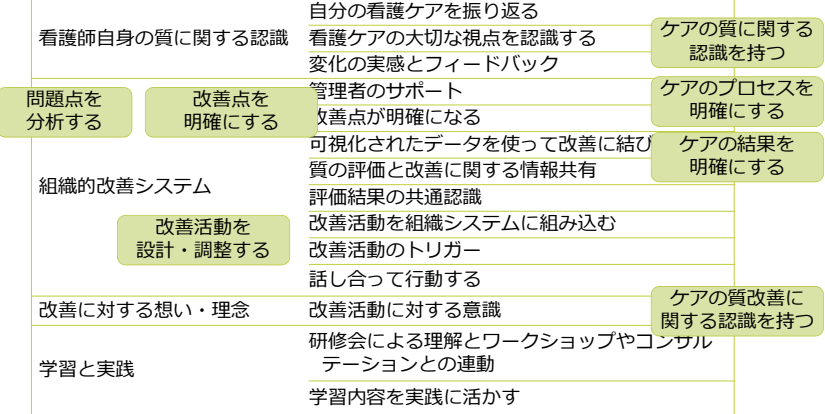 自分の看護ケアを振り返る
看護師自身の質に関する認識
看護ケアの大切な視点を認識する
変化の実感とフィードバック
ケアの質に関する
認識を持つ
管理者のサポート
ケアのプロセスを
明確にする
問題点を
分析する
改善点を
明確にする
改善点が明確になる
可視化されたデータを使って改善に結び
ケアの結果を
明確にする
質の評価と改善に関する情報共有
組織的改善システム
評価結果の共通認識
改善活動を
設計・調整する
改善活動を組織システムに組み込む
改善活動のトリガー
話し合って行動する
ケアの質改善に
関する認識を持つ
改善に対する想い・理念
改善活動に対する意識
研修会による理解とワークショップやコンサル
テーションとの連動
学習と実践
学習内容を実践に活かす